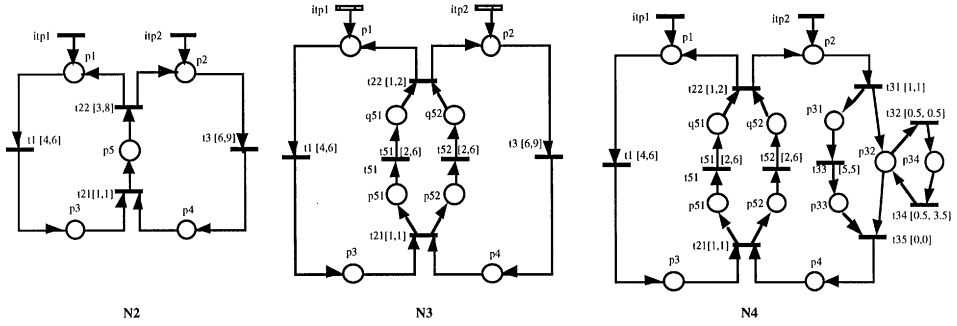 itp1
itp2
p1
p2
t22 [3,8]
t1 [4,6]
t3 [6,9]
p5
t21[1,1]
p3
p4
N2
itp1
itp2
p1
p2
t22 [1,2]
q51
q52
t1 [4,6]
t51
[2,6]
t52
[2,6]
t3 [6,9]
t51
p51
p52
t21[1,1]
p3
p4
N3
itp1
itp2
p1
p2
t22 [1,2]
t31 [1,1]
p31
t32 [0.5, 0.5]
q51
q52
p32
p34
t1 [4,6]
t51
[2,6]
t52
[2,6]
t33
[5,5]
t51
p51
p52
p33
t34 [0.5, 3.5]
t21[1,1]
t35 [0,0]
p3
p4
N4